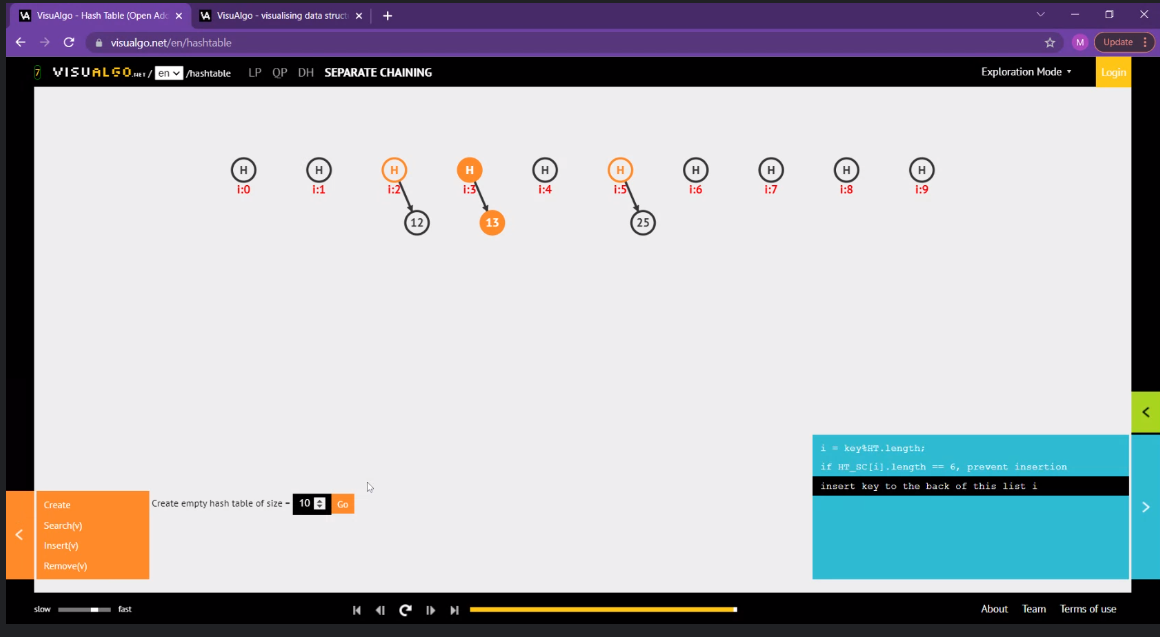 VisuAlgo - Hash Table (Open Add
VisuAlgo - visualising data struct
visualgo.net/en/hashtable
M
Update
7 VISUALGO.NET / en /hashtable LP QP DH SEPARATE CHAINING
Exploration Mode
Login
H H H H H H H H H H
i:0 i:1 i:2 i:3 i:4 i:5 i:6 i:7 i:8 i:9
12 13 25
i = key%HT.length;
if HT_SC[i].length == 6, prevent insertion
insert key to the back of this list i
Create
Search(v)
Insert(v)
Remove(v)
Create empty hash table of size = 10 Go
slow fast
About Team Terms of use